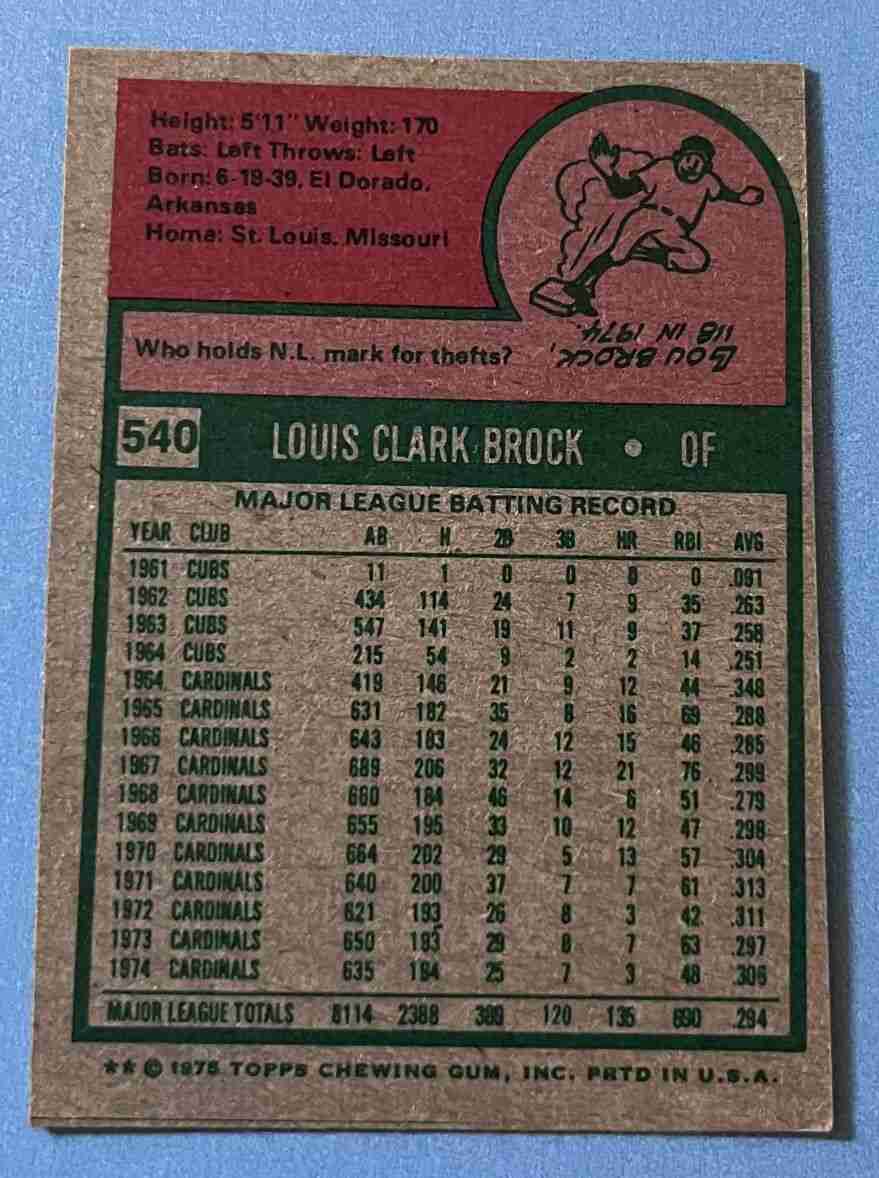 Height: 5'11" Weight: 170
Bats: Left Throws: Left
Born: 6-18-39, El Dorado,
Arkansas
Home: St. Louis, Missouri
Who holds N.L. mark for thefts?
LOU BROCK,
118 IN 1974.
540 LOUIS CLARK BROCK • OF
MAJOR LEAGUE BATTING RECORD
YEAR CLUB AB H 2B 3B HR RBI AVG
1961 CUBS 11 1 0 0 0 0 .091
1962 CUBS 434 114 24 7 9 35 .263
1963 CUBS 547 141 19 11 9 37 .258
1964 CUBS 215 54 9 2 2 14 .251
1964 CARDINALS 419 146 21 9 12 44 .348
1965 CARDINALS 631 182 35 8 16 69 .288
1966 CARDINALS 643 183 24 12 15 46 .285
1967 CARDINALS 689 206 32 12 21 76 .299
1968 CARDINALS 660 184 46 14 6 51 .279
1969 CARDINALS 655 195 33 10 12 47 .298
1970 CARDINALS 664 202 29 5 13 57 .304
1971 CARDINALS 640 200 37 7 7 61 .313
1972 CARDINALS 621 193 26 8 3 42 .311
1973 CARDINALS 650 193 29 8 7 63 .297
1974 CARDINALS 635 194 25 7 3 48 .306
MAJOR LEAGUE TOTALS 8114 2388 389 120 135 690 .294
** © 1975 TOPPS CHEWING GUM, INC. PRTD IN U.S.A.